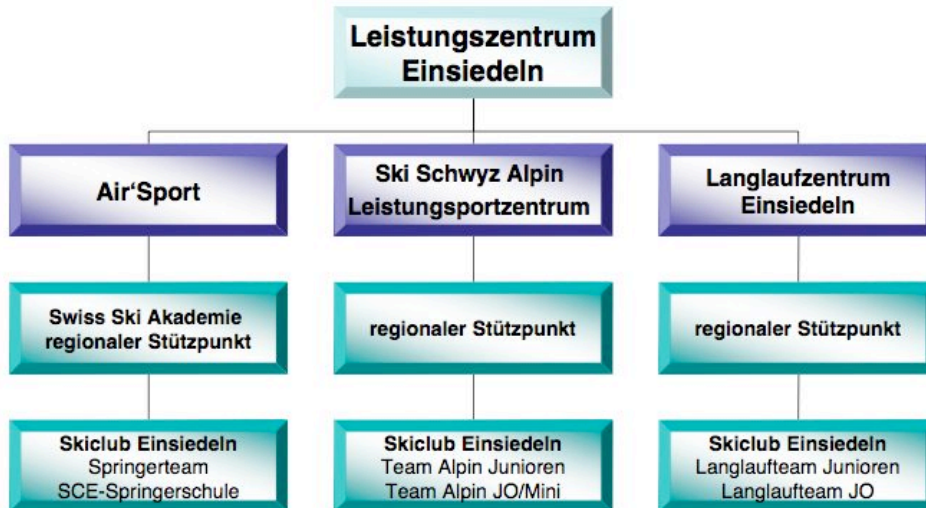 Leistungszentrum
Einsiedeln
Air'Sport
Ski Schwyz Alpin
Leistungsportzentrum
Langlaufzentrum
Einsiedeln
Swiss Ski Akademie
regionaler Stützpunkt
regionaler Stützpunkt
regionaler Stützpunkt
Skiclub Einsiedeln
Springerteam
SCE-Springerschule
Skiclub Einsiedeln
Team Alpin Junioren
Team Alpin JO/Mini
Skiclub Einsiedeln
Langlaufteam Junioren
Langlaufteam JO